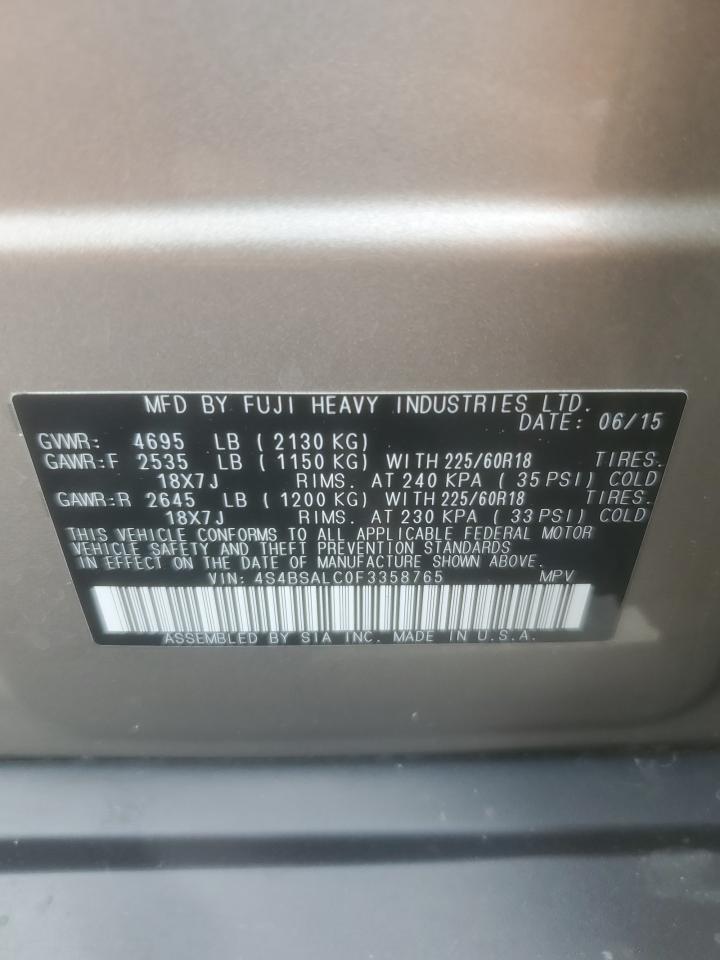 MFD BY FUJI HEAVY INDUSTRIES LTD.
DATE: 06/15
GVWR: 4695 LB ( 2130 KG)
GAWR:F 2535 LB ( 1150 KG) WITH 225/60R18 TIRES.
18X7J RIMS. AT 240 KPA ( 35 PSI) COLD
GAWR:R 2645 LB ( 1200 KG) WITH 225/60R18 TIRES.
18X7J RIMS. AT 230 KPA ( 33 PSI) COLD
THIS VEHICLE CONFORMS TO ALL APPLICABLE FEDERAL MOTOR
VEHICLE SAFETY AND THEFT PREVENTION STANDARDS
IN EFFECT ON THE DATE OF MANUFACTURE SHOWN ABOVE.
VIN: 4S4BSALC0F3358765 MPV
ASSEMBLED BY SIA INC. MADE IN U.S.A.